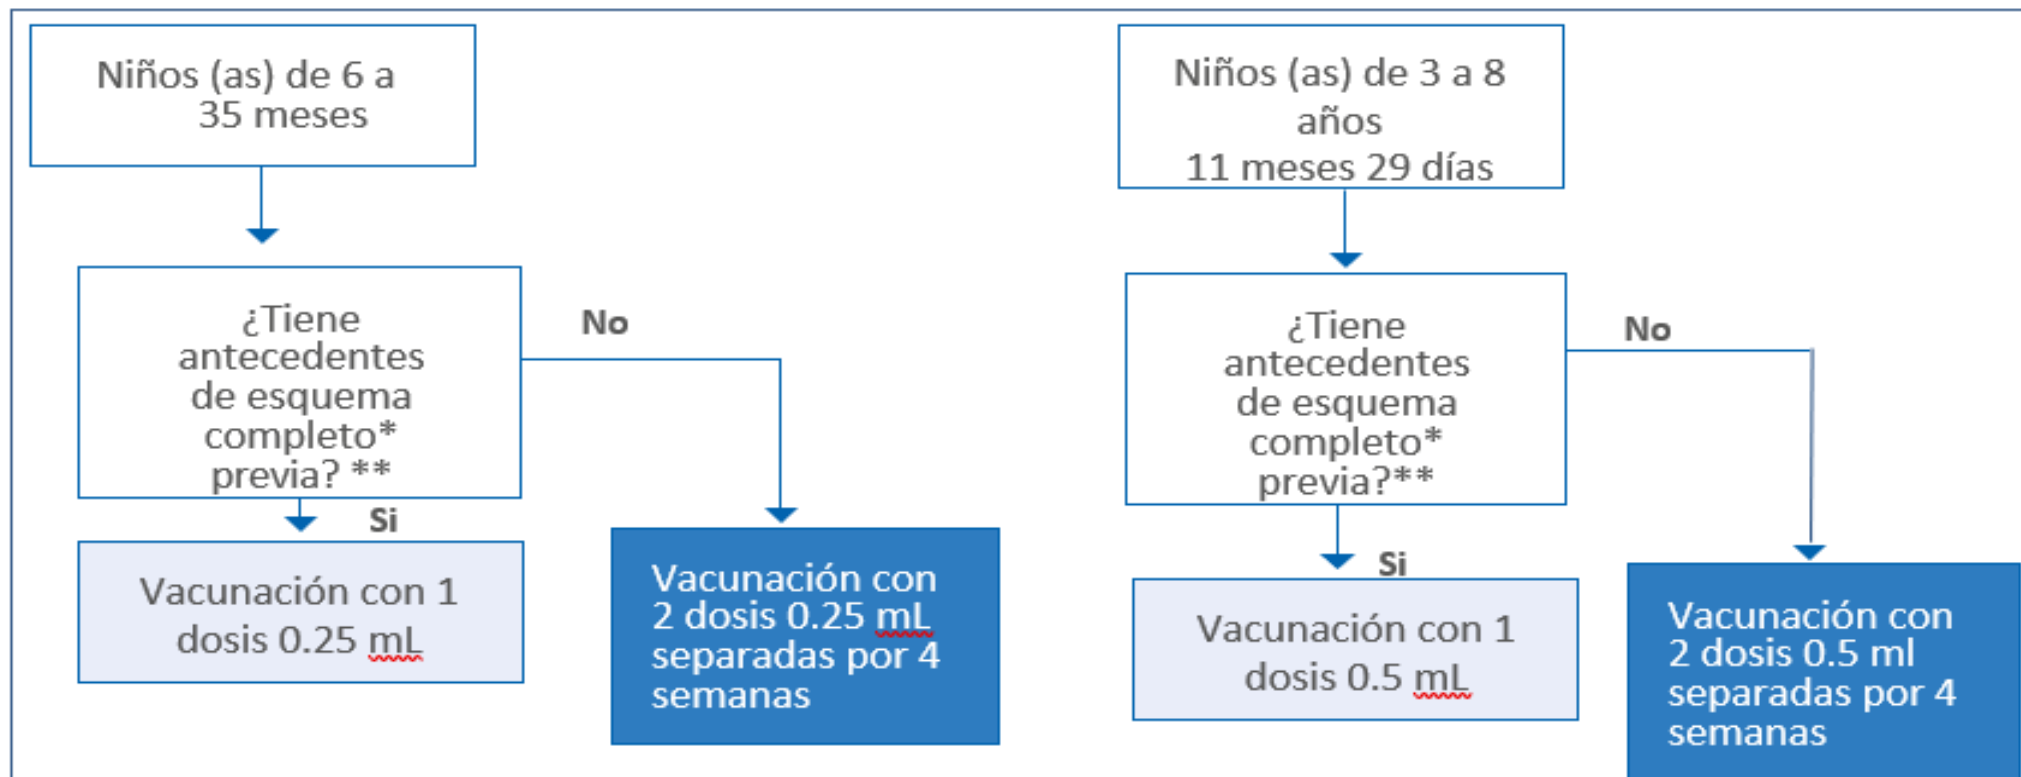 Niños (as) de 6 a
35 meses
¿Tiene
antecedentes
de esquema
completo*
previa? **
No
Si
Vacunación con 1
dosis 0.25 mL
Vacunación con
2 dosis 0.25 mL
separadas por 4
semanas
Niños (as) de 3 a 8
años
11 meses 29 días
¿Tiene
antecedentes
de esquema
completo*
previa?**
No
Si
Vacunación con 1
dosis 0.5 mL
Vacunación con
2 dosis 0.5 ml
separadas por 4
semanas